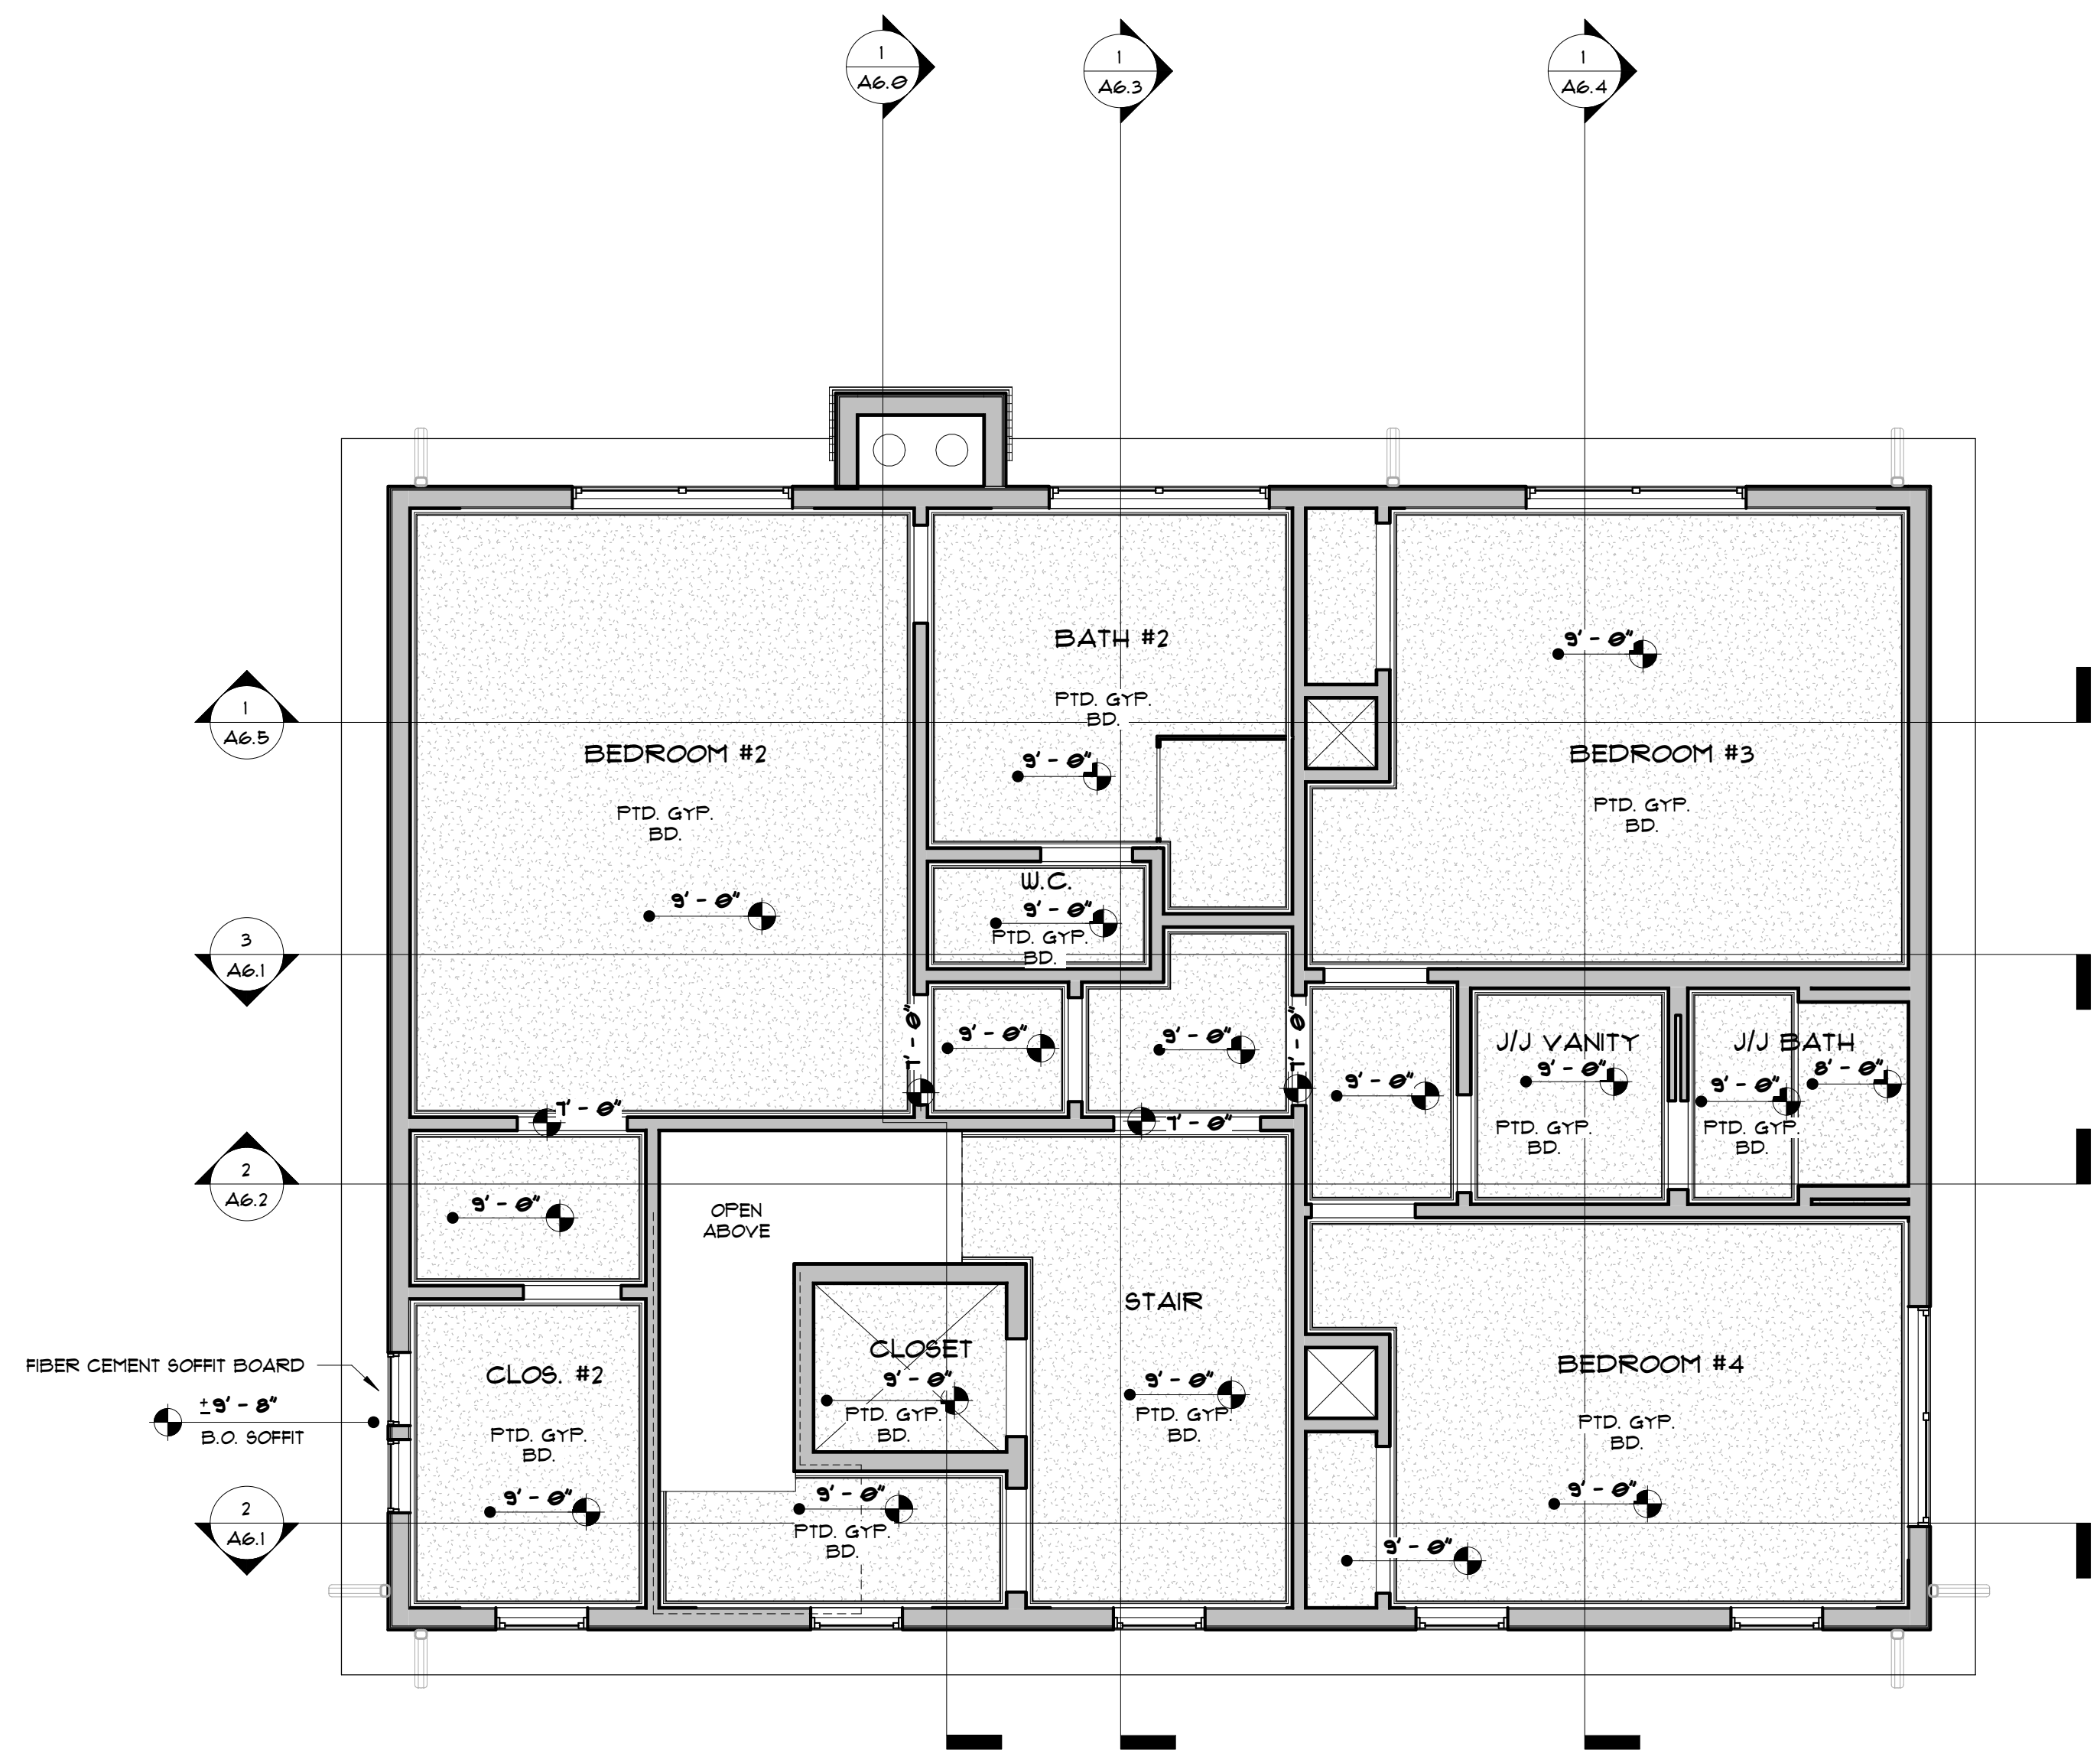 1
A6.0
1
A6.3
1
A6.4
BATH #2
9' - 0"
PTD. GYP.
BD.
1
A6.5
BEDROOM #2
9' - 0"
BEDROOM #3
PTD. GYP.
BD.
PTD. GYP.
BD.
W.C.
9' - 0"
9' - 0"
PTD. GYP.
BD.
3
A6.1
7' - 0"
9' - 0"
9' - 0"
7' - 0"
J/J VANITY
J/J BATH
9' - 0"
8' - 0"
9' - 0"
9' - 0"
7' - 0"
7' - 0"
PTD. GYP.
BD.
PTD. GYP.
BD.
2
A6.2
9' - 0"
OPEN
ABOVE
STAIR
FIBER CEMENT SOFFIT BOARD
CLOSET
BEDROOM #4
CLOS. #2
9' - 0"
9' - 0"
±9' - 8"
B.O. SOFFIT
PTD. GYP.
BD.
PTD. GYP.
BD.
PTD. GYP.
BD.
PTD. GYP.
BD.
9' - 0"
9' - 0"
9' - 0"
2
A6.1
PTD. GYP.
BD.
9' - 0"